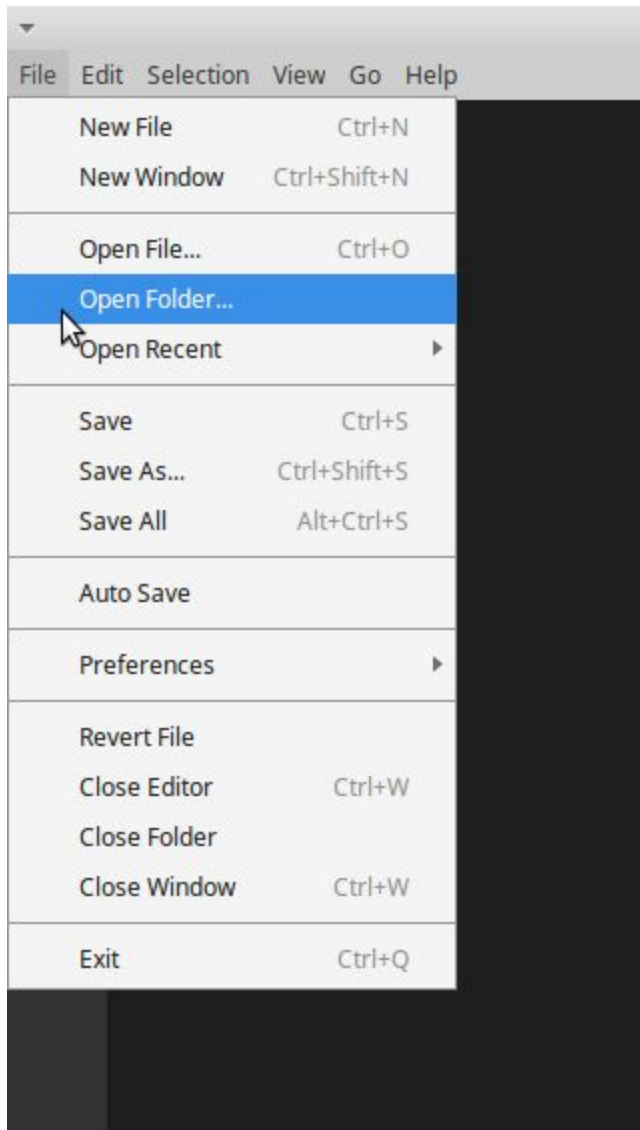 File Edit Selection View Go Help
New File Ctrl+N
New Window Ctrl+Shift+N
Open File... Ctrl+O
Open Folder...
Open Recent
Save Ctrl+S
Save As... Ctrl+Shift+S
Save All Alt+Ctrl+S
Auto Save
Preferences
Revert File
Close Editor Ctrl+W
Close Folder
Close Window Ctrl+W
Exit Ctrl+Q